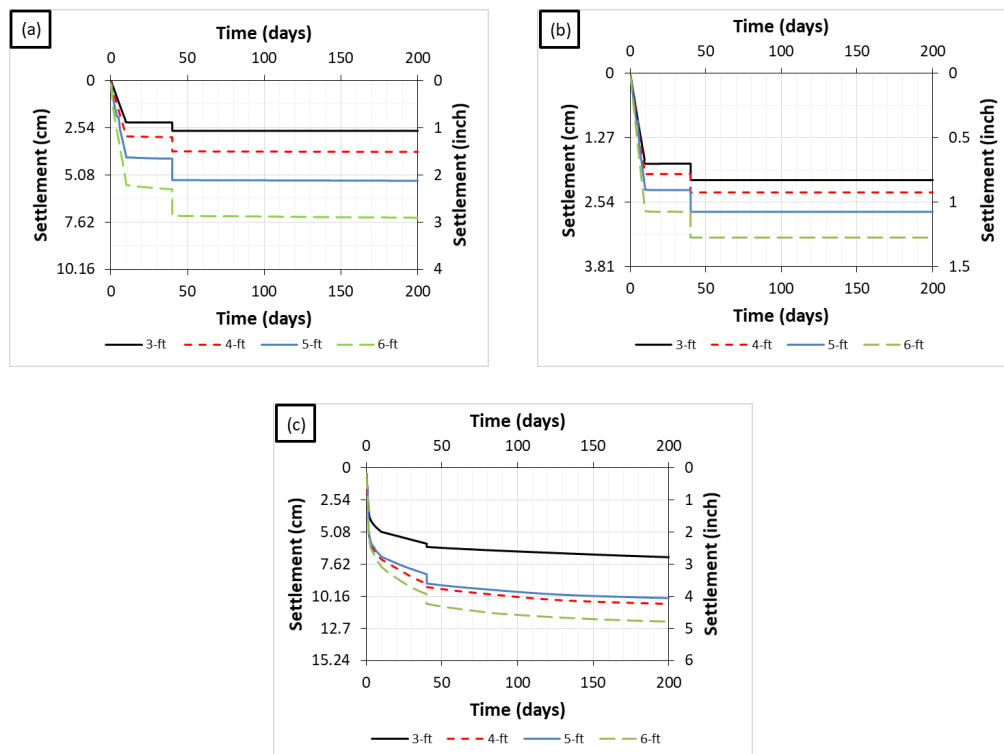 (a)
Time (days)
0 50 100 150 200
0 0
2.54 1
5.08 2
7.62 3
10.16 4
Settlement (cm)
Settlement (inch)
0 50 100 150 200
Time (days)
3-ft 4-ft 5-ft 6-ft
(b)
Time (days)
0 50 100 150 200
0 0
1.27 0.5
2.54 1
3.81 1.5
Settlement (cm)
Settlement (inch)
0 50 100 150 200
Time (days)
3-ft 4-ft 5-ft 6-ft
(c)
Time (days)
0 50 100 150 200
0 0
2.54 1
5.08 2
7.62 3
10.16 4
12.7 5
15.24 6
Settlement (cm)
Settlement (inch)
0 50 100 150 200
Time (days)
3-ft 4-ft 5-ft 6-ft